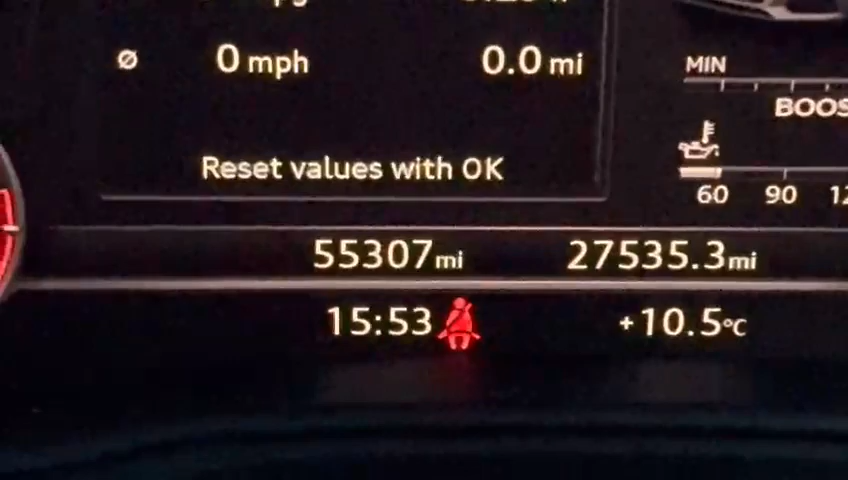 Ø 0 mph 0.0 mi
Reset values with OK
MIN
BOOS
60 90
55307 mi 27535.3 mi
15:53 +10.5°C